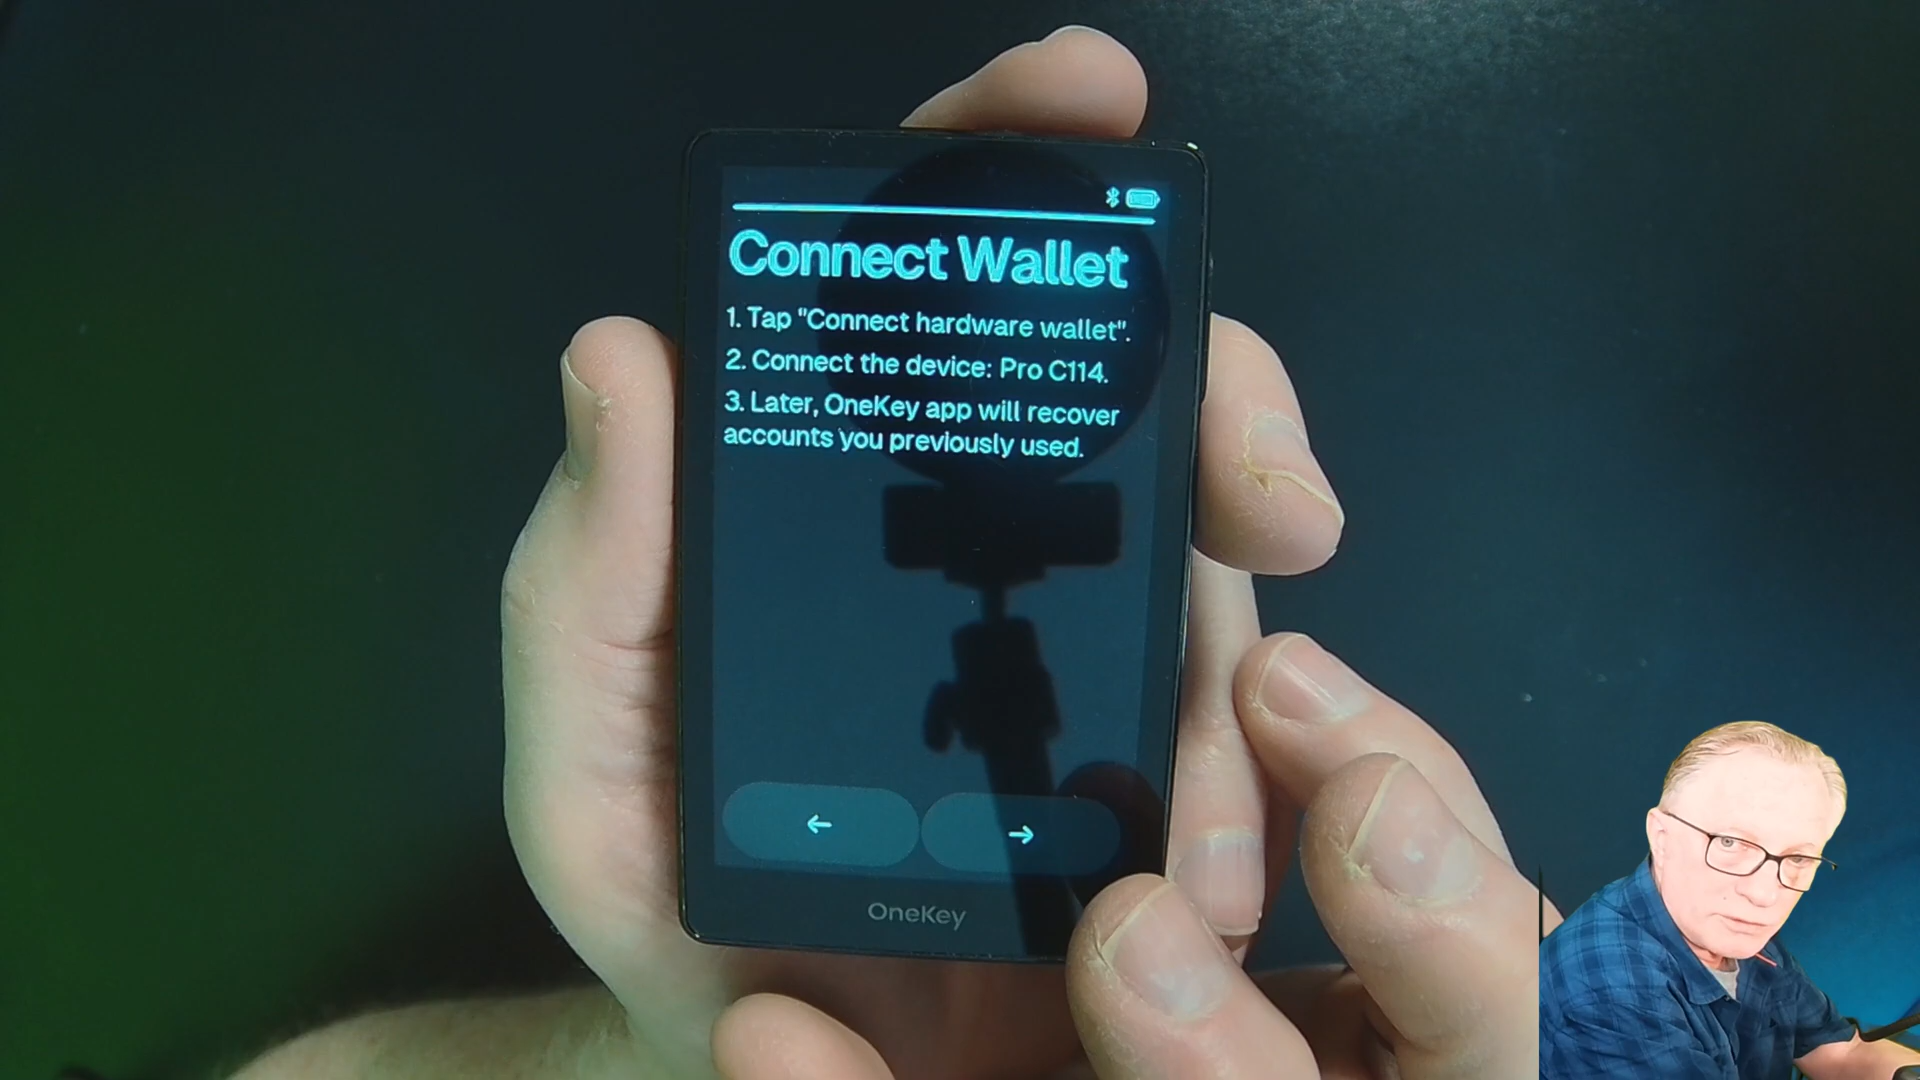 Connect Wallet
1. Tap "Connect hardware wallet".
2. Connect the device: Pro C114.
3. Later, OneKey app will recover
accounts you previously used.
← →
OneKey